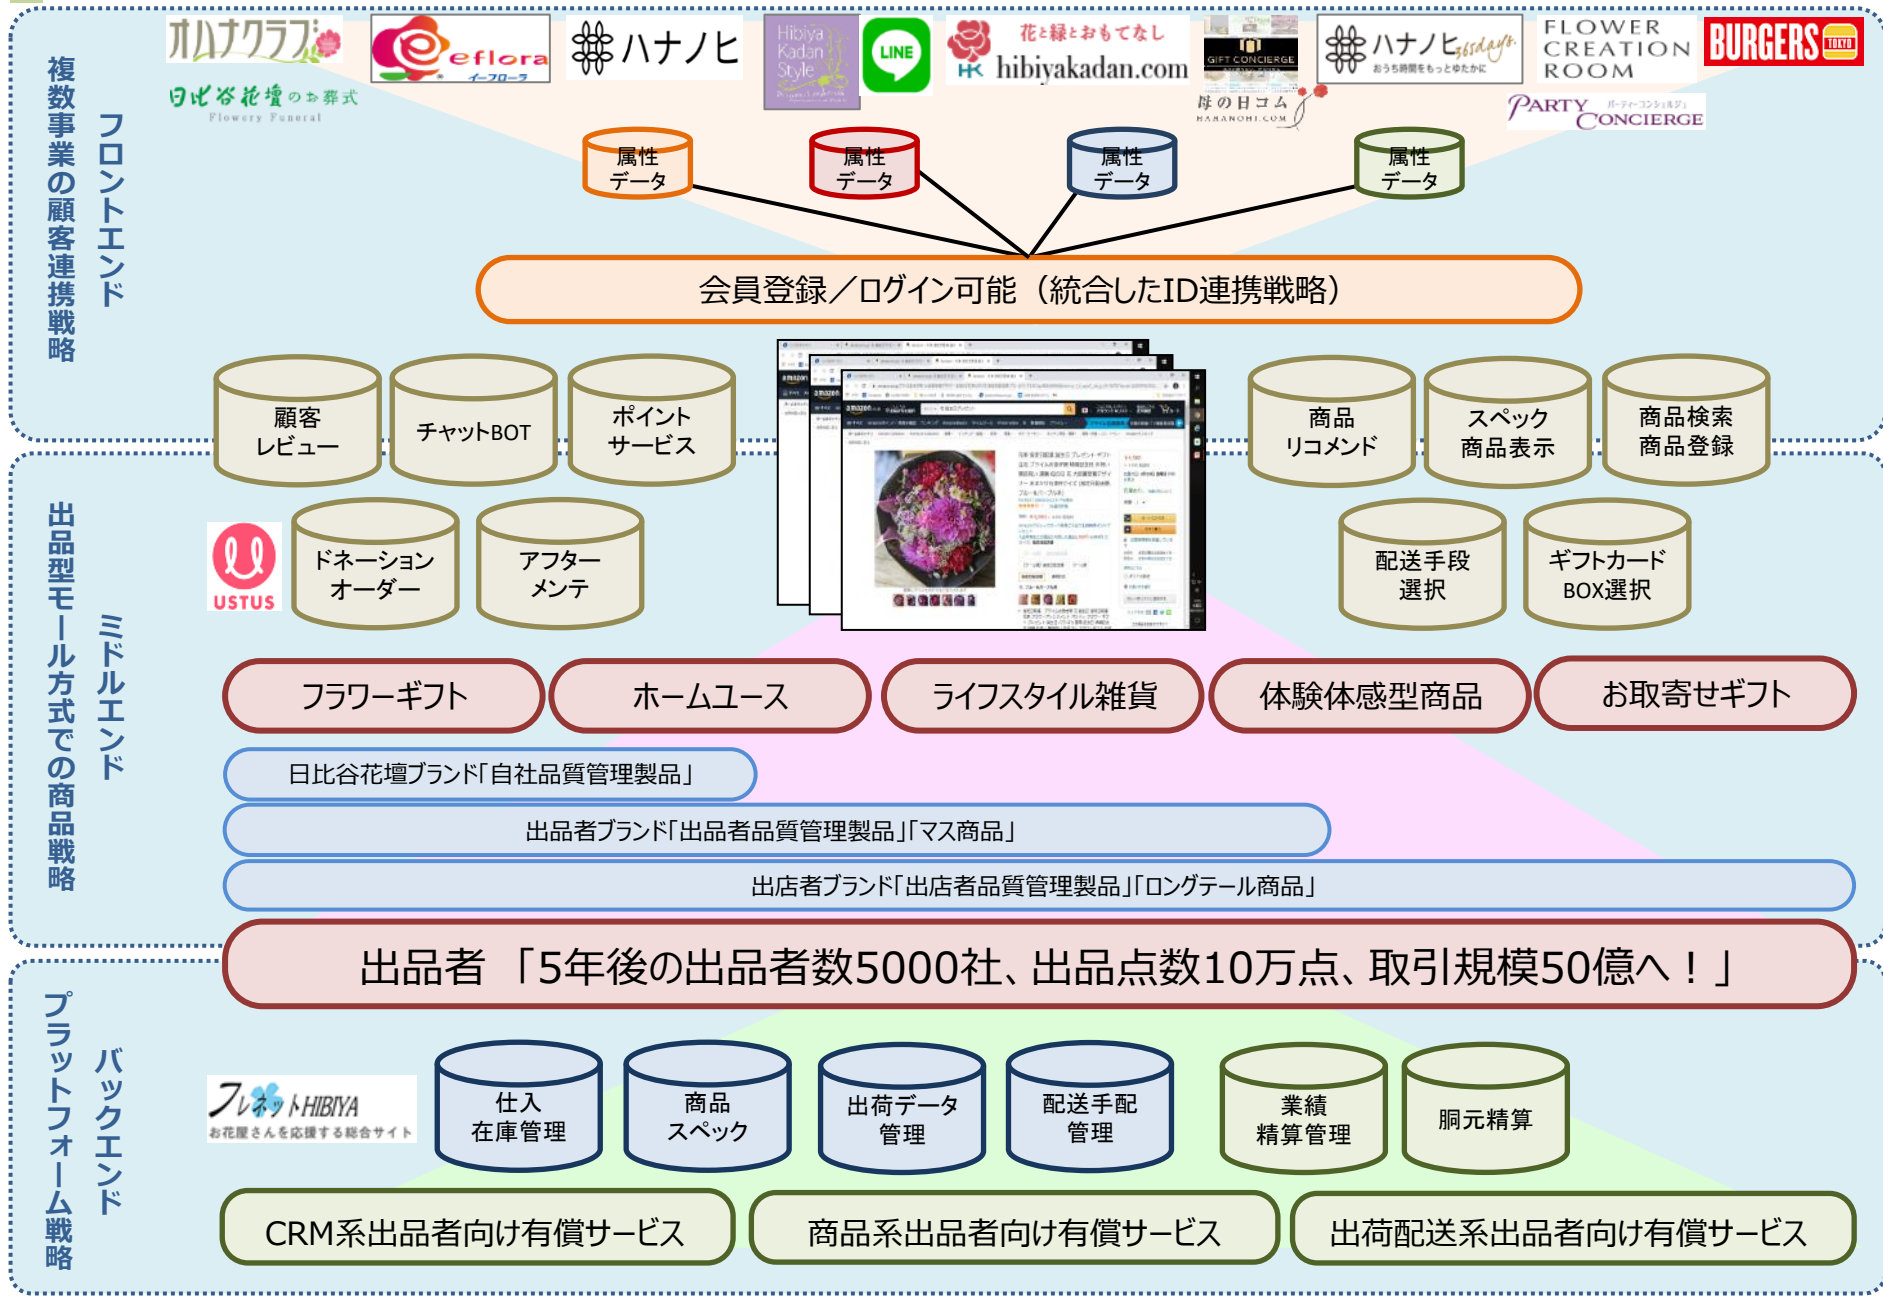 複数事業の顧客連携戦略
フロントエンド
オハナクラブ
日比谷花壇のお葬式
Flowery Funeral
eflora
イーフローラ
ハナノヒ
Hibiya
Kadan
Style
LINE
花と緑とおもてなし
HK hibiyakadan.com
GIFT CONCIERGE
母の日コム
HAHANOHI.COM
ハナノヒ365days.
おうち時間をもっとゆたかに
FLOWER
CREATION
ROOM
BURGERS
TOKYO
パーティーコンシェルジュ
PARTY
CONCIERGE
属性
データ
属性
データ
属性
データ
属性
データ
会員登録／ログイン可能（統合したID連携戦略）
顧客
レビュー
チャットBOT
ポイント
サービス
amazon
amazon
amazon
商品
リコメンド
スペック
商品表示
商品検索
商品登録
出品型モール方式での商品戦略
ミドルエンド
USTUS
ドネーション
オーダー
アフター
メンテ
配送手段
選択
ギフトカード
BOX選択
フラワーギフト
ホームユース
ライフスタイル雑貨
体験体感型商品
お取寄せギフト
日比谷花壇ブランド「自社品質管理製品」
出品者ブランド「出品者品質管理製品」「マス商品」
出店者ブランド「出店者品質管理製品」「ロングテール商品」
出品者 「5年後の出品者数5000社、出品点数10万点、取引規模50億へ！」
プラットフォーム戦略
バックエンド
フレネットHIBIYA
お花屋さんを応援する総合サイト
仕入
在庫管理
商品
スペック
出荷データ
管理
配送手配
管理
業績
精算管理
胴元精算
CRM系出品者向け有償サービス
商品系出品者向け有償サービス
出荷配送系出品者向け有償サービス